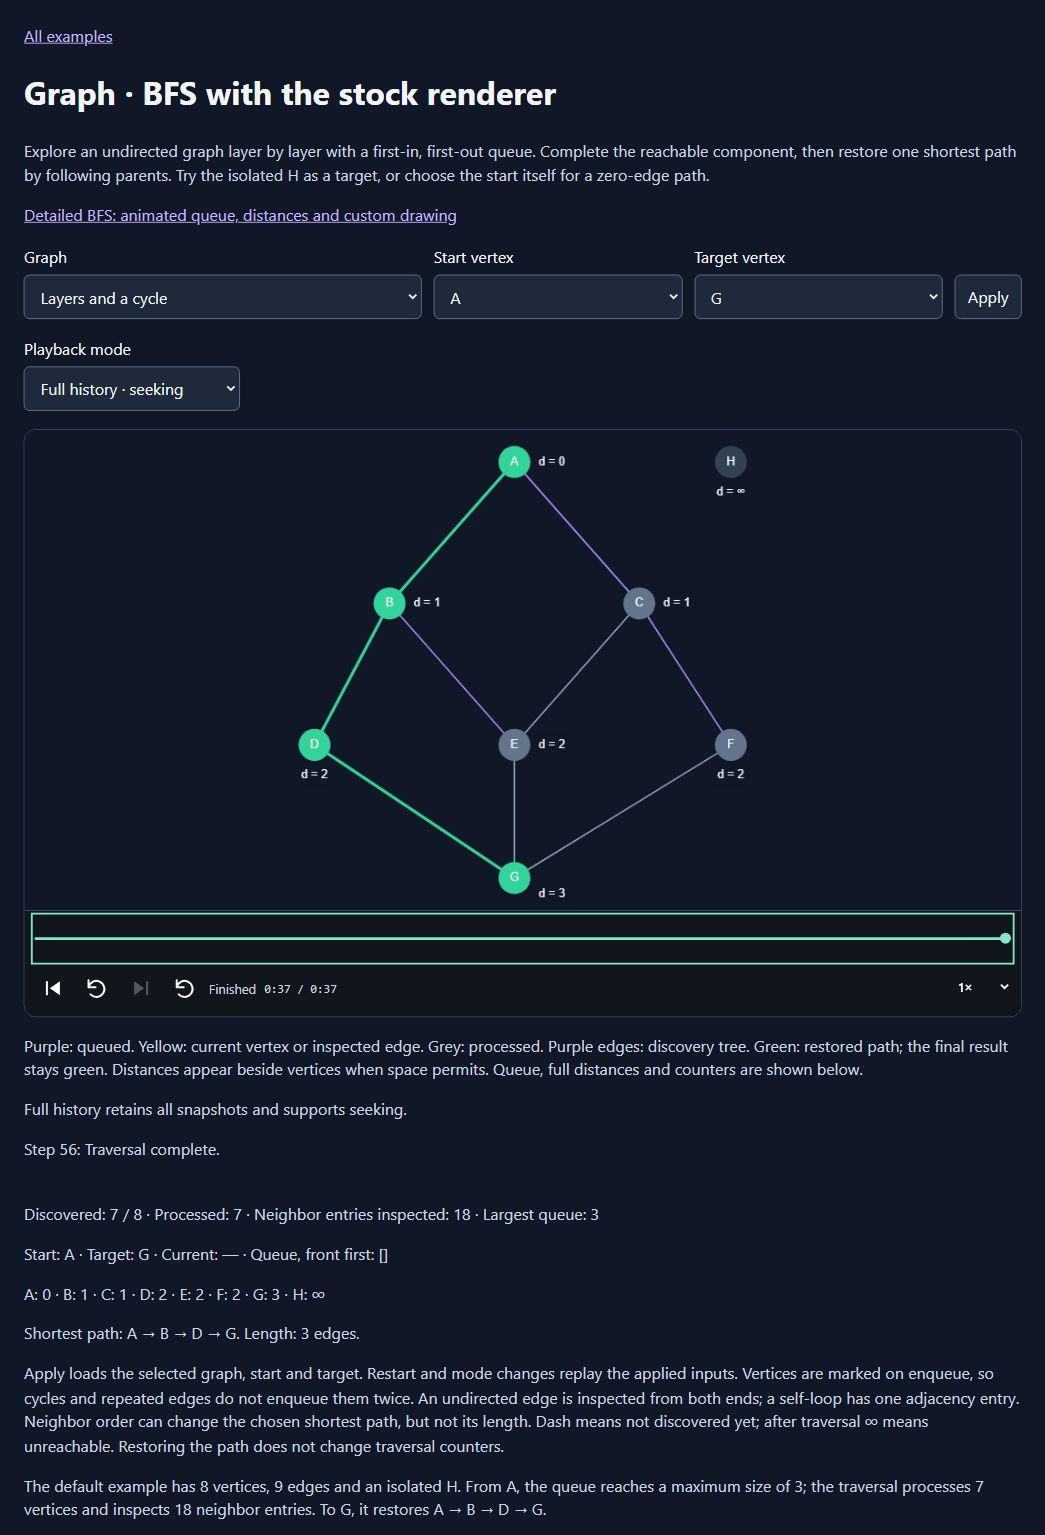 All examples
Graph · BFS with the stock renderer
Explore an undirected graph layer by layer with a first-in, first-out queue. Complete the reachable component, then restore one shortest path
by following parents. Try the isolated H as a target, or choose the start itself for a zero-edge path.
Detailed BFS: animated queue, distances and custom drawing
Graph
Start vertex
Target vertex
Layers and a cycle
A
G
Apply
Playback mode
Full history · seeking
A d = 0
H
d = ∞
B d = 1
C d = 1
D
d = 2
E d = 2
F
d = 2
G
d = 3
Finished 0:37 / 0:37
1×
Purple: queued. Yellow: current vertex or inspected edge. Grey: processed. Purple edges: discovery tree. Green: restored path; the final result
stays green. Distances appear beside vertices when space permits. Queue, full distances and counters are shown below.
Full history retains all snapshots and supports seeking.
Step 56: Traversal complete.
Discovered: 7 / 8 · Processed: 7 · Neighbor entries inspected: 18 · Largest queue: 3
Start: A · Target: G · Current: — · Queue, front first: []
A: 0 · B: 1 · C: 1 · D: 2 · E: 2 · F: 2 · G: 3 · H: ∞
Shortest path: A → B → D → G. Length: 3 edges.
Apply loads the selected graph, start and target. Restart and mode changes replay the applied inputs. Vertices are marked on enqueue, so
cycles and repeated edges do not enqueue them twice. An undirected edge is inspected from both ends; a self-loop has one adjacency entry.
Neighbor order can change the chosen shortest path, but not its length. Dash means not discovered yet; after traversal ∞ means
unreachable. Restoring the path does not change traversal counters.
The default example has 8 vertices, 9 edges and an isolated H. From A, the queue reaches a maximum size of 3; the traversal processes 7
vertices and inspects 18 neighbor entries. To G, it restores A → B → D → G.